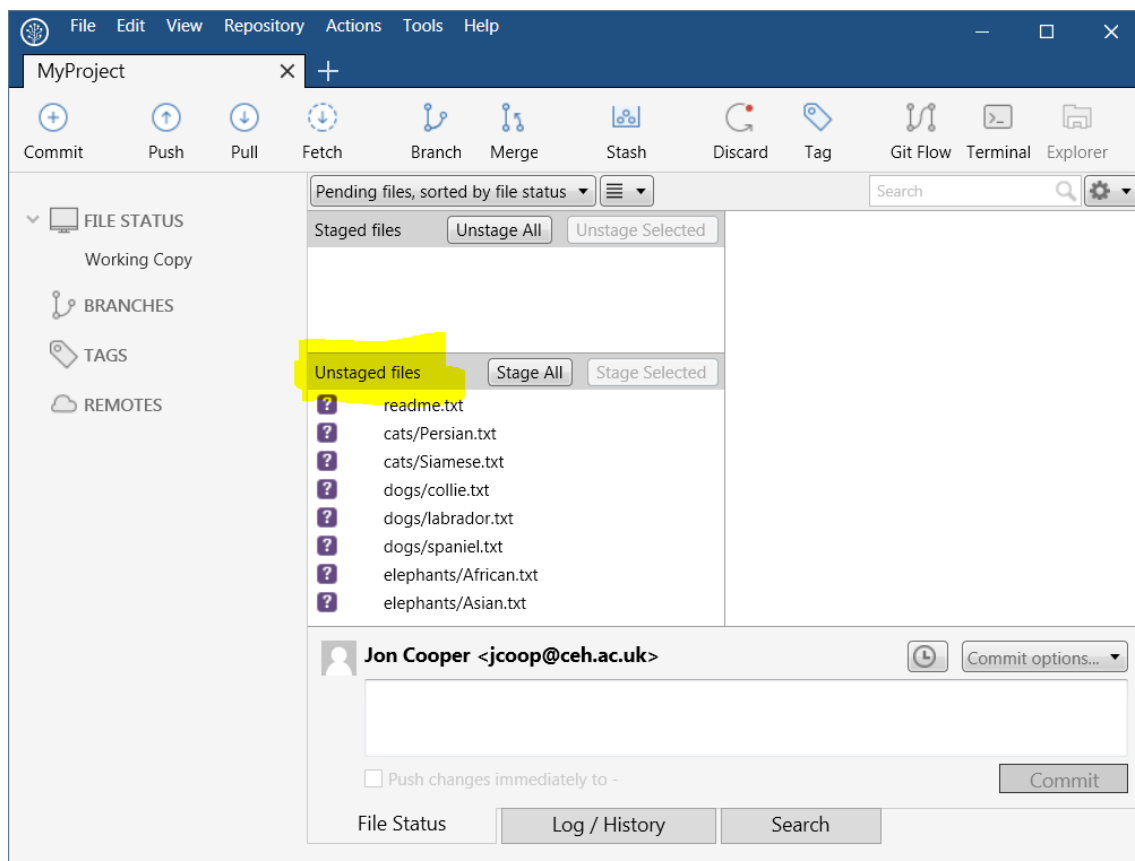 File Edit View Repository Actions Tools Help
MyProject
Commit Push Pull Fetch Branch Merge Stash Discard Tag Git Flow Terminal Explorer
Pending files, sorted by file status
Search
FILE STATUS
Working Copy
BRANCHES
TAGS
REMOTES
Staged files Unstage All Unstage Selected
Unstaged files Stage All Stage Selected
? readme.txt
? cats/Persian.txt
? cats/Siamese.txt
? dogs/collie.txt
? dogs/labrador.txt
? dogs/spaniel.txt
? elephants/African.txt
? elephants/Asian.txt
Jon Cooper <jcoop@ceh.ac.uk>
Commit options...
Push changes immediately to -
Commit
File Status Log / History Search